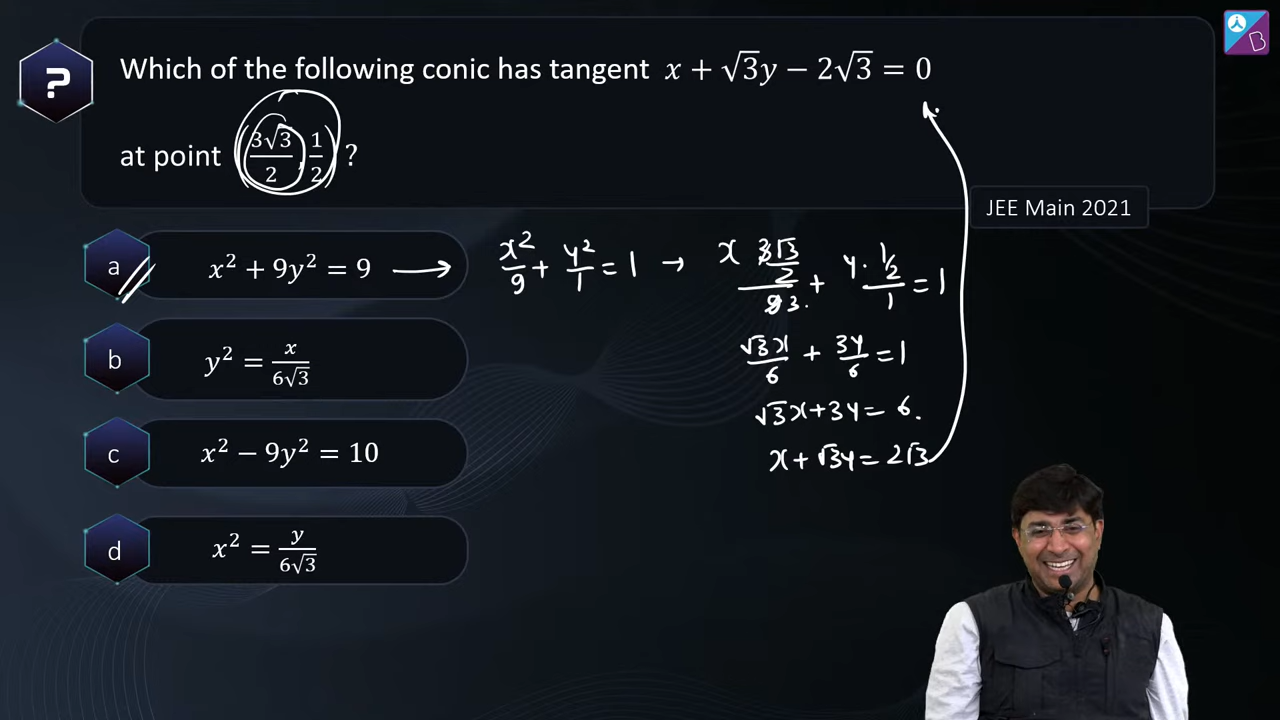 ?
Which of the following conic has tangent x + √3y − 2√3 = 0
at point (3√3/2, 1/2) ?
JEE Main 2021
a x² + 9y² = 9 → x²/9 + y²/1 = 1 → x 3√3/2 / 9 3. + y · 1/2 / 1 = 1
√3x/6 + 3y/6 = 1
b y² = x/(6√3)
√3x + 3y = 6.
c x² − 9y² = 10
x + √3y = 2√3
d x² = y/(6√3)
B